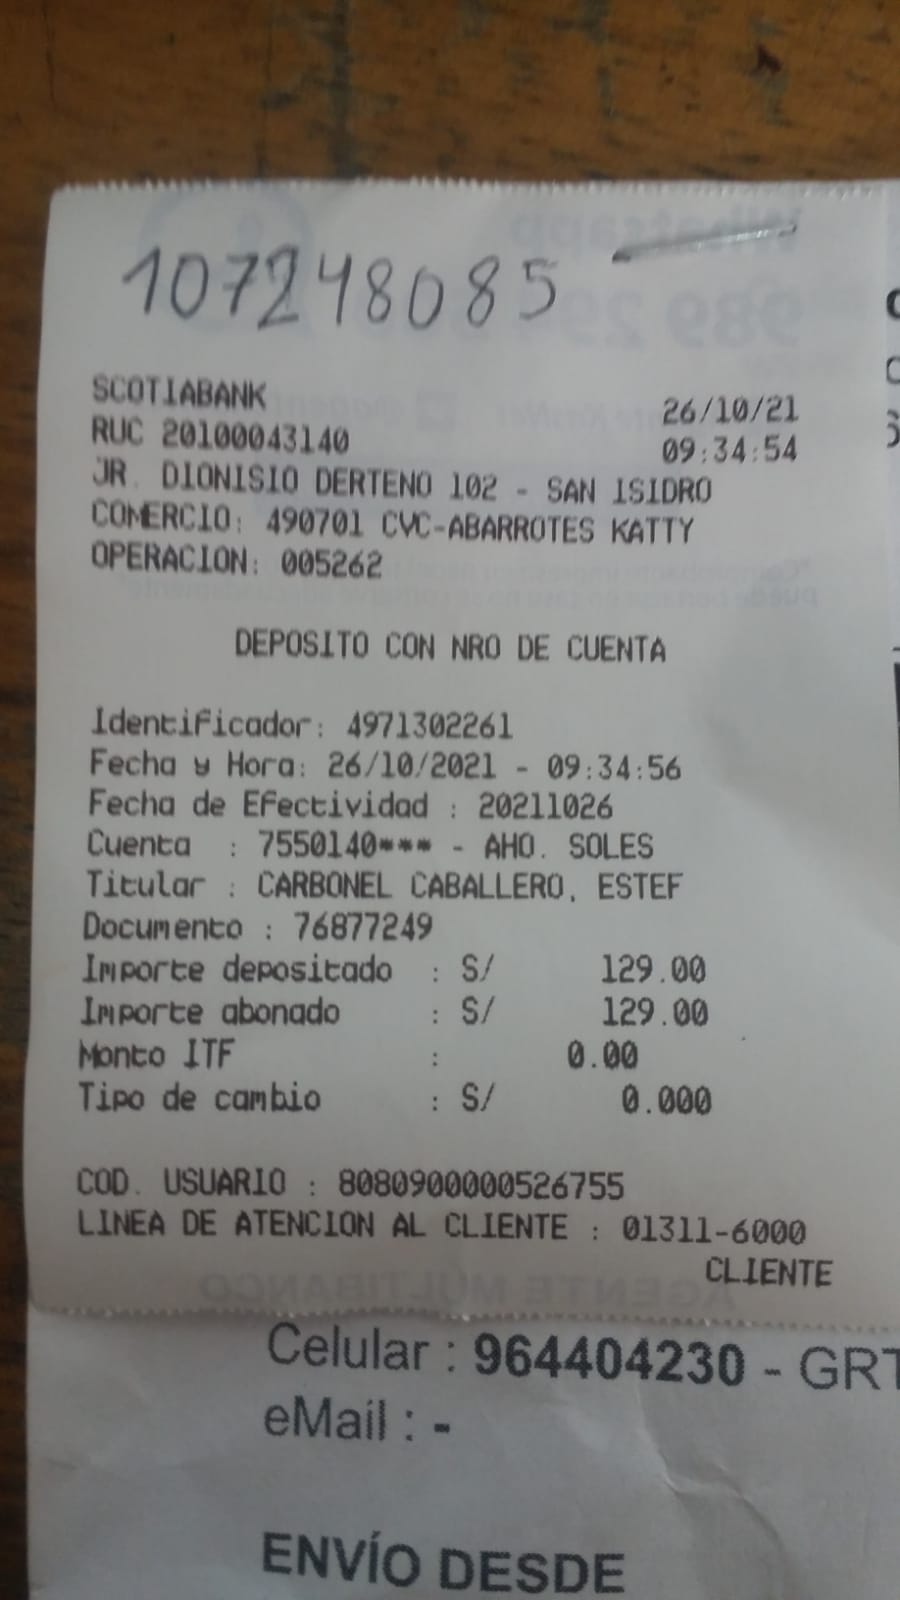 107248085
SCOTIABANK 26/10/21
RUC 20100043140 09:34:54
JR. DIONISIO DERTENO 102 - SAN ISIDRO
COMERCIO: 490701 CVC-ABARROTES KATTY
OPERACION: 005262
DEPOSITO CON NRO DE CUENTA
Identificador: 4971302261
Fecha y Hora: 26/10/2021 - 09:34:56
Fecha de Efectividad : 20211026
Cuenta : 7550140*** - AHO. SOLES
Titular : CARBONEL CABALLERO, ESTEF
Documento : 76877249
Importe depositado : S/ 129.00
Importe abonado : S/ 129.00
Monto ITF : 0.00
Tipo de cambio : S/ 0.000
COD. USUARIO : 8080900000526755
LINEA DE ATENCION AL CLIENTE : 01311-6000
CLIENTE
Celular : 964404230 - GRT
eMail : -
ENVÍO DESDE